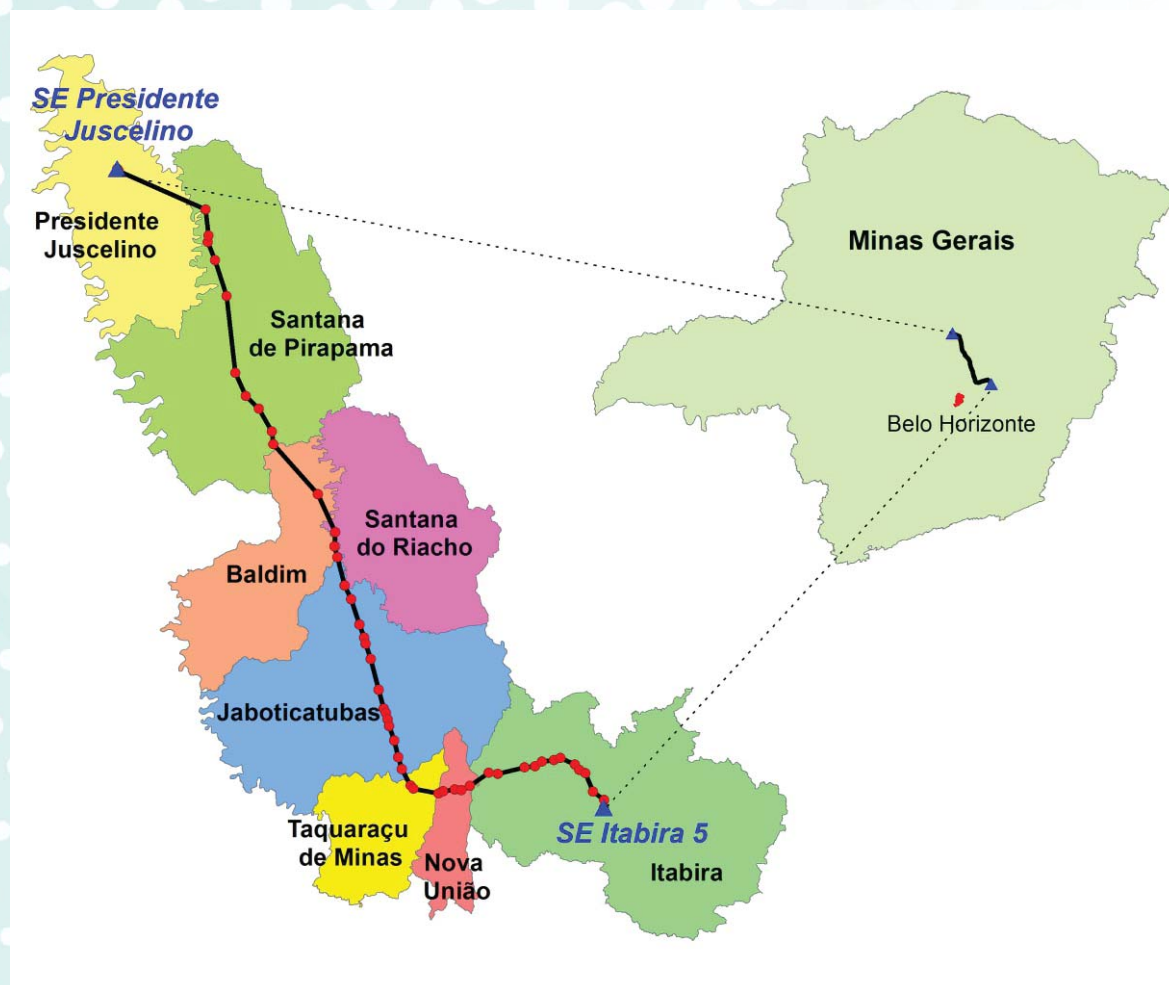 SE Presidente
Juscelino
Presidente
Juscelino
Minas Gerais
Santana
de Pirapama
Belo Horizonte
Santana
do Riacho
Baldim
Jaboticatubas
Taquaraçu
de Minas
Nova
União
SE Itabira 5
Itabira